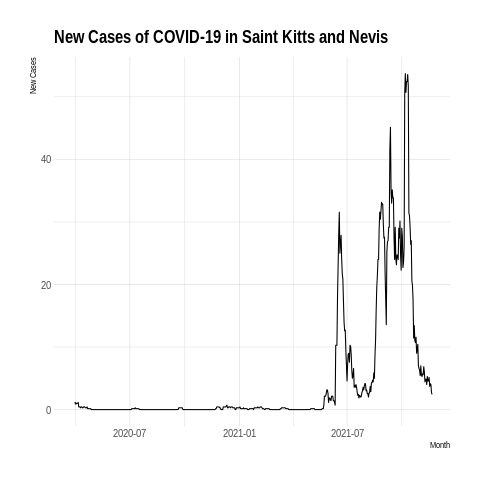 New Cases of COVID-19 in Saint Kitts and Nevis
New Cases
40
20
0
2020-07 2021-01 2021-07
Month